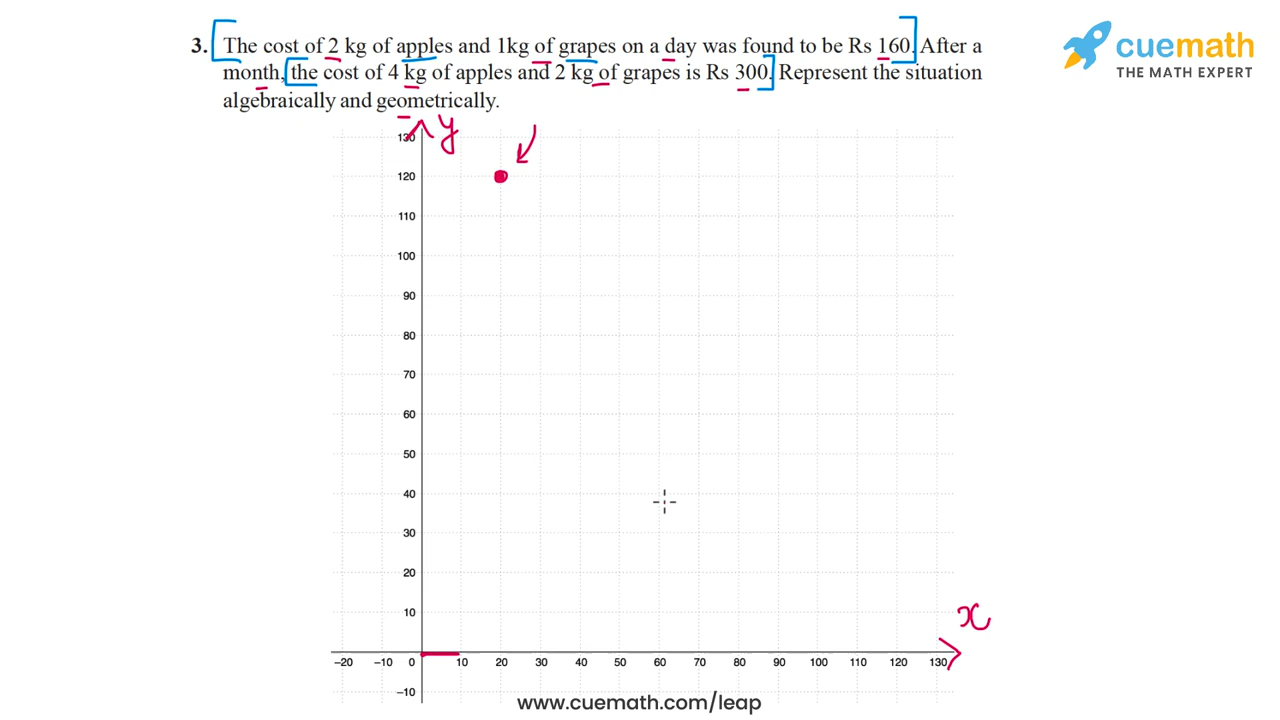 3. The cost of 2 kg of apples and 1kg of grapes on a day was found to be Rs 160. After a
month, the cost of 4 kg of apples and 2 kg of grapes is Rs 300. Represent the situation
algebraically and geometrically.
cuemath
THE MATH EXPERT
y
130
120
110
100
90
80
70
60
50
40
30
20
10
x
−20 −10 0 10 20 30 40 50 60 70 80 90 100 110 120 130
−10
www.cuemath.com/leap